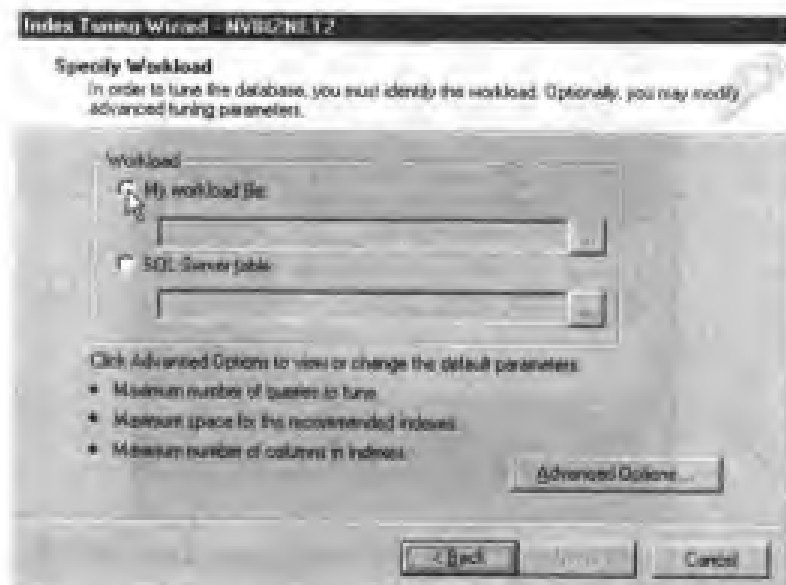 Index Tuning Wizard -
Specify Workload
In order to tune the database, you must identify the workload. Optionally, you may modify
advanced tuning parameters.
Workload
My workload file:
...
SQL Server table:
...
Click Advanced Options to view or change the default parameters:
Maximum number of queries to tune.
Maximum space for the recommended indexes.
Maximum number of columns in indexes.
Advanced Options...
< Back
Cancel